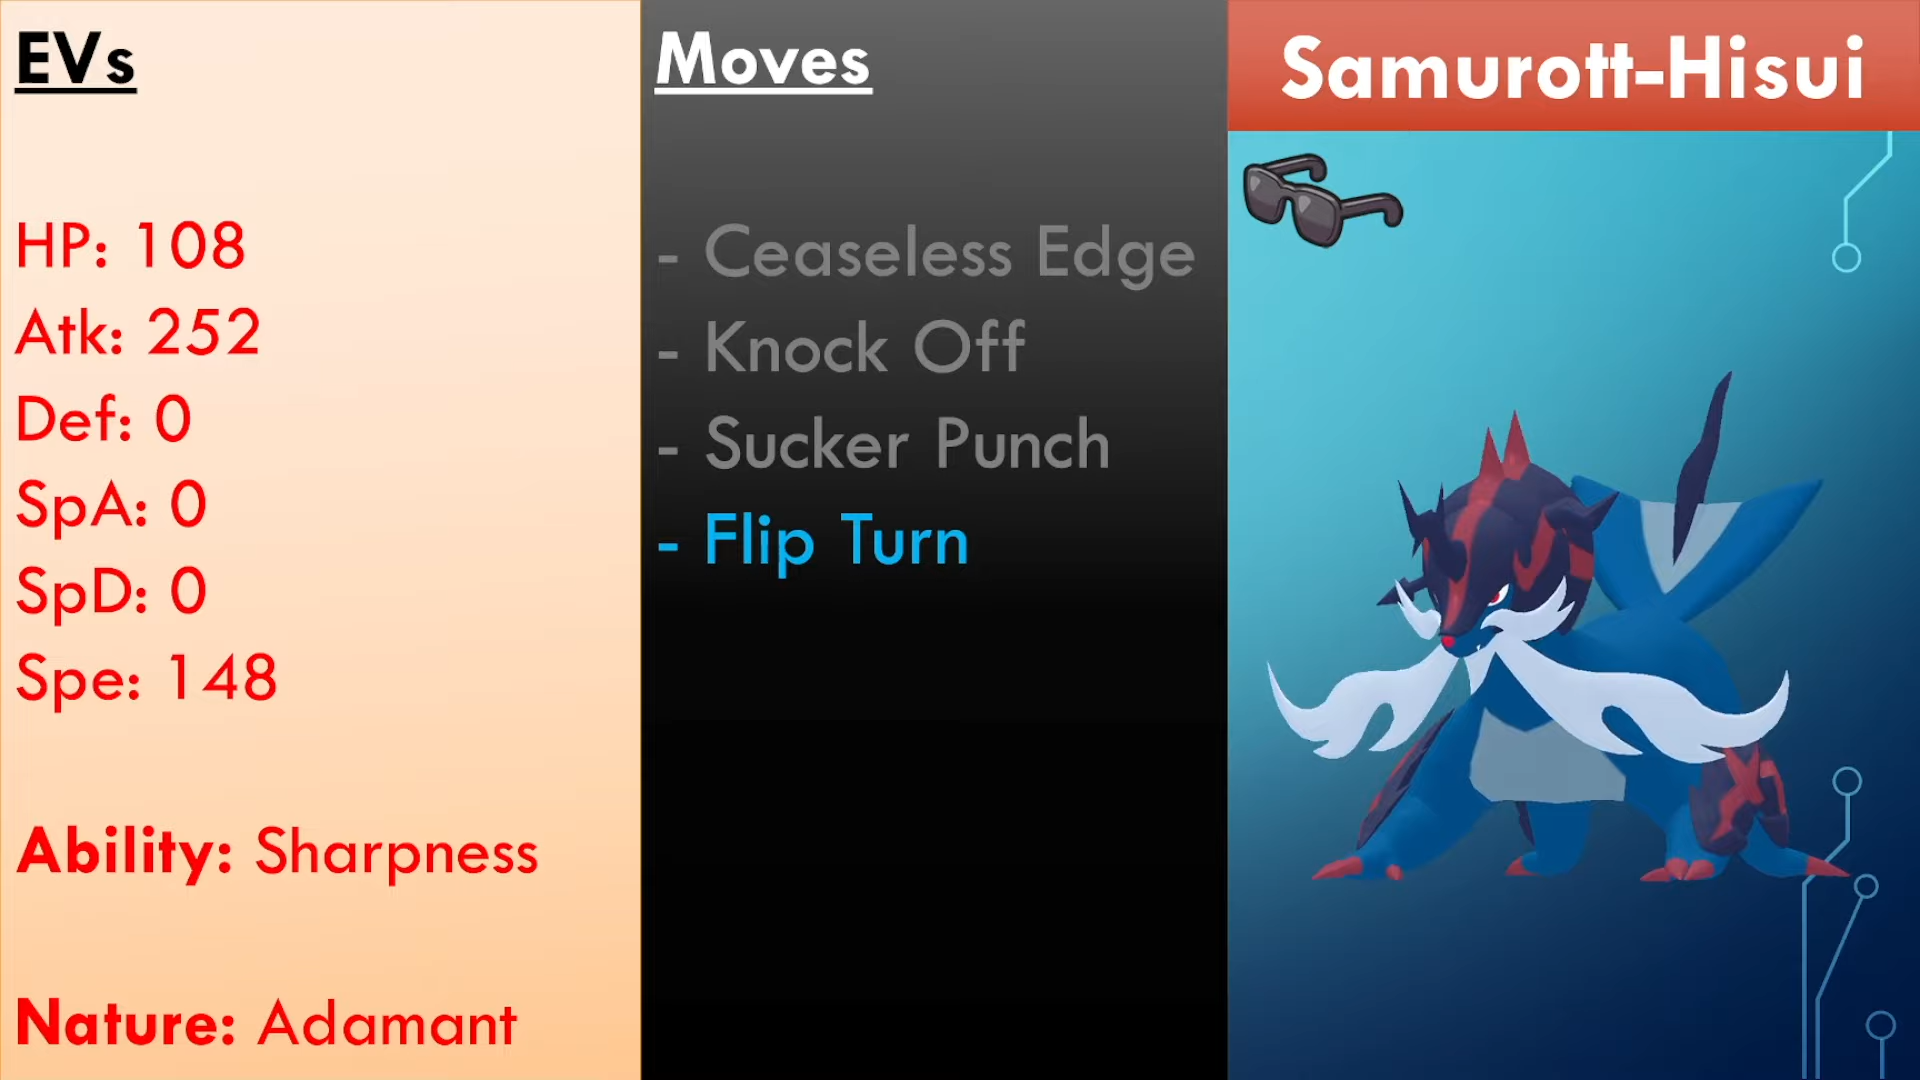 EVs
HP: 108
Atk: 252
Def: 0
SpA: 0
SpD: 0
Spe: 148
Ability: Sharpness
Nature: Adamant
Moves
- Ceaseless Edge
- Knock Off
- Sucker Punch
- Flip Turn
Samurott-Hisui